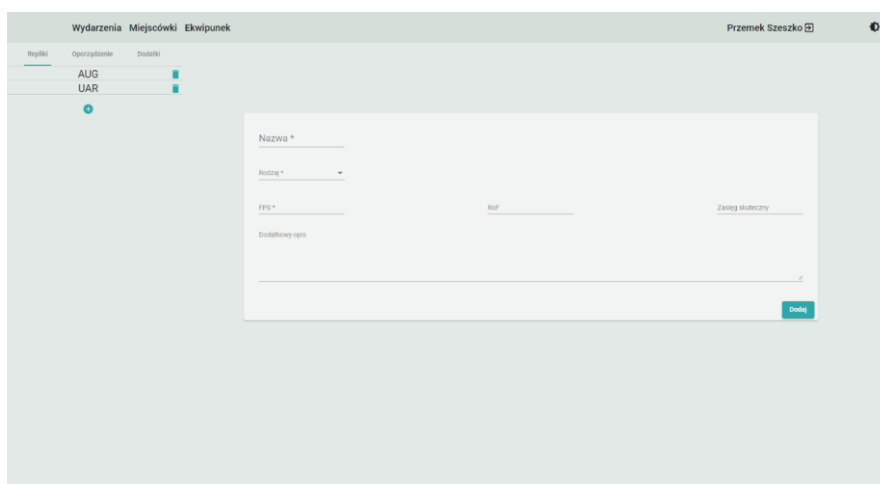 Wydarzenia Miejscówki Ekwipunek Przemek Szeszko
Repliki Oporządzenie Dodatki
AUG
UAR
Nazwa *
Rodzaj *
FPS * RoF Zasięg skuteczny
Dodatkowy opis
Dodaj